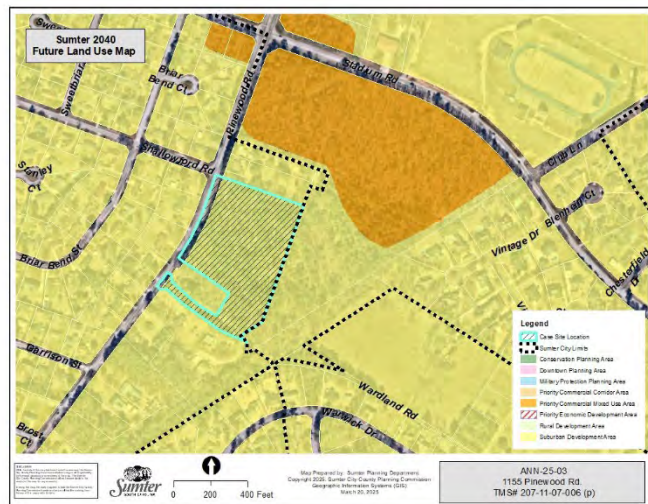 Sumter 2040
Future Land Use Map
Briar
Bend Ct
Pinewood Rd
Stadium Rd
Shallowford Rd
Stanley
Ct
Briar Bend St
Garrison St
Club Ln
Blenheim Ct
Vintage Dr
Chesterfield
Dr
Wardland Rd
Warwick Dr
Legend
Case Site Location
Sumter City Limits
Conservation Planning Area
Downtown Planning Area
Military Protection Planning Area
Priority Commercial Corridor Area
Priority Commercial Mixed Use Area
Priority Economic Development Area
Rural Development Area
Suburban Development Area
Sumter
SOUTH CAROLINA
0 200 400 Feet
Map Prepared by: Sumter Planning Department
Copyright 2025: Sumter City County Planning Commission
Geographic Information Systems (GIS)
March 20, 2025
ANN-25-03
1155 Pinewood Rd.
TMS# 207-11-07-006 (p)